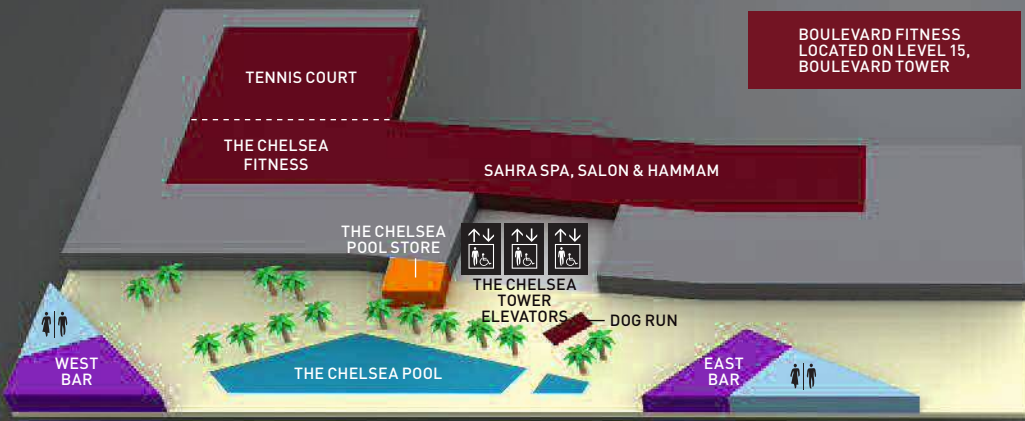 BOULEVARD FITNESS
LOCATED ON LEVEL 15,
BOULEVARD TOWER
TENNIS COURT
THE CHELSEA
FITNESS
SAHRA SPA, SALON & HAMMAM
THE CHELSEA
POOL STORE
THE CHELSEA
TOWER
ELEVATORS
DOG RUN
WEST
BAR
THE CHELSEA POOL
EAST
BAR